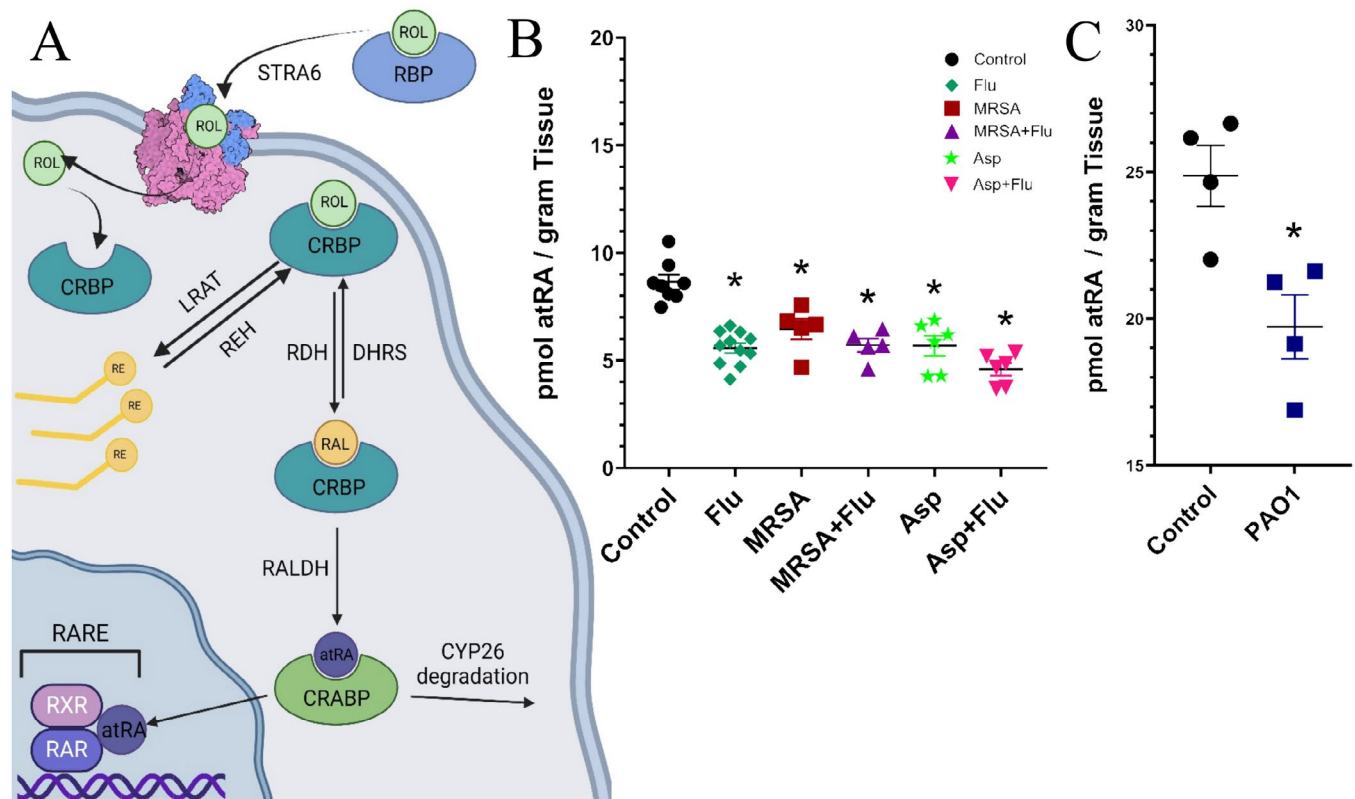 A
ROL
RBP
STRA6
ROL
ROL
CRBP
ROL
CRBP
LRAT
REH
RDH
DHRS
RE
RE
RE
RAL
CRBP
RALDH
atRA
CRABP
CYP26
degradation
RARE
RXR
RAR
atRA
B
pmol atRA / gram Tissue
20
15
10
5
0
Control
Flu
MRSA
MRSA+Flu
Asp
Asp+Flu
*
*
*
*
*
Control
Flu
MRSA
MRSA+Flu
Asp
Asp+Flu
C
pmol atRA / gram Tissue
30
25
20
15
*
Control
PAO1